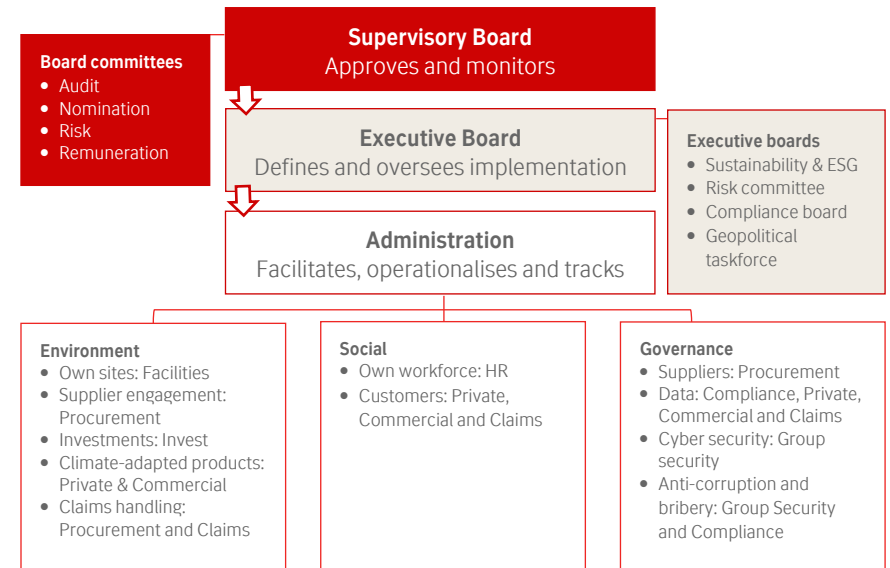 Supervisory Board
Approves and monitors
Board committees
• Audit
• Nomination
• Risk
• Remuneration
Executive Board
Defines and oversees implementation
Executive boards
• Sustainability & ESG
• Risk committee
• Compliance board
• Geopolitical
taskforce
Administration
Facilitates, operationalises and tracks
Environment
• Own sites: Facilities
• Supplier engagement:
Procurement
• Investments: Invest
• Climate-adapted products:
Private & Commercial
• Claims handling:
Procurement and Claims
Social
• Own workforce: HR
• Customers: Private,
Commercial and Claims
Governance
• Suppliers: Procurement
• Data: Compliance, Private,
Commercial and Claims
• Cyber security: Group
security
• Anti-corruption and
bribery: Group Security
and Compliance